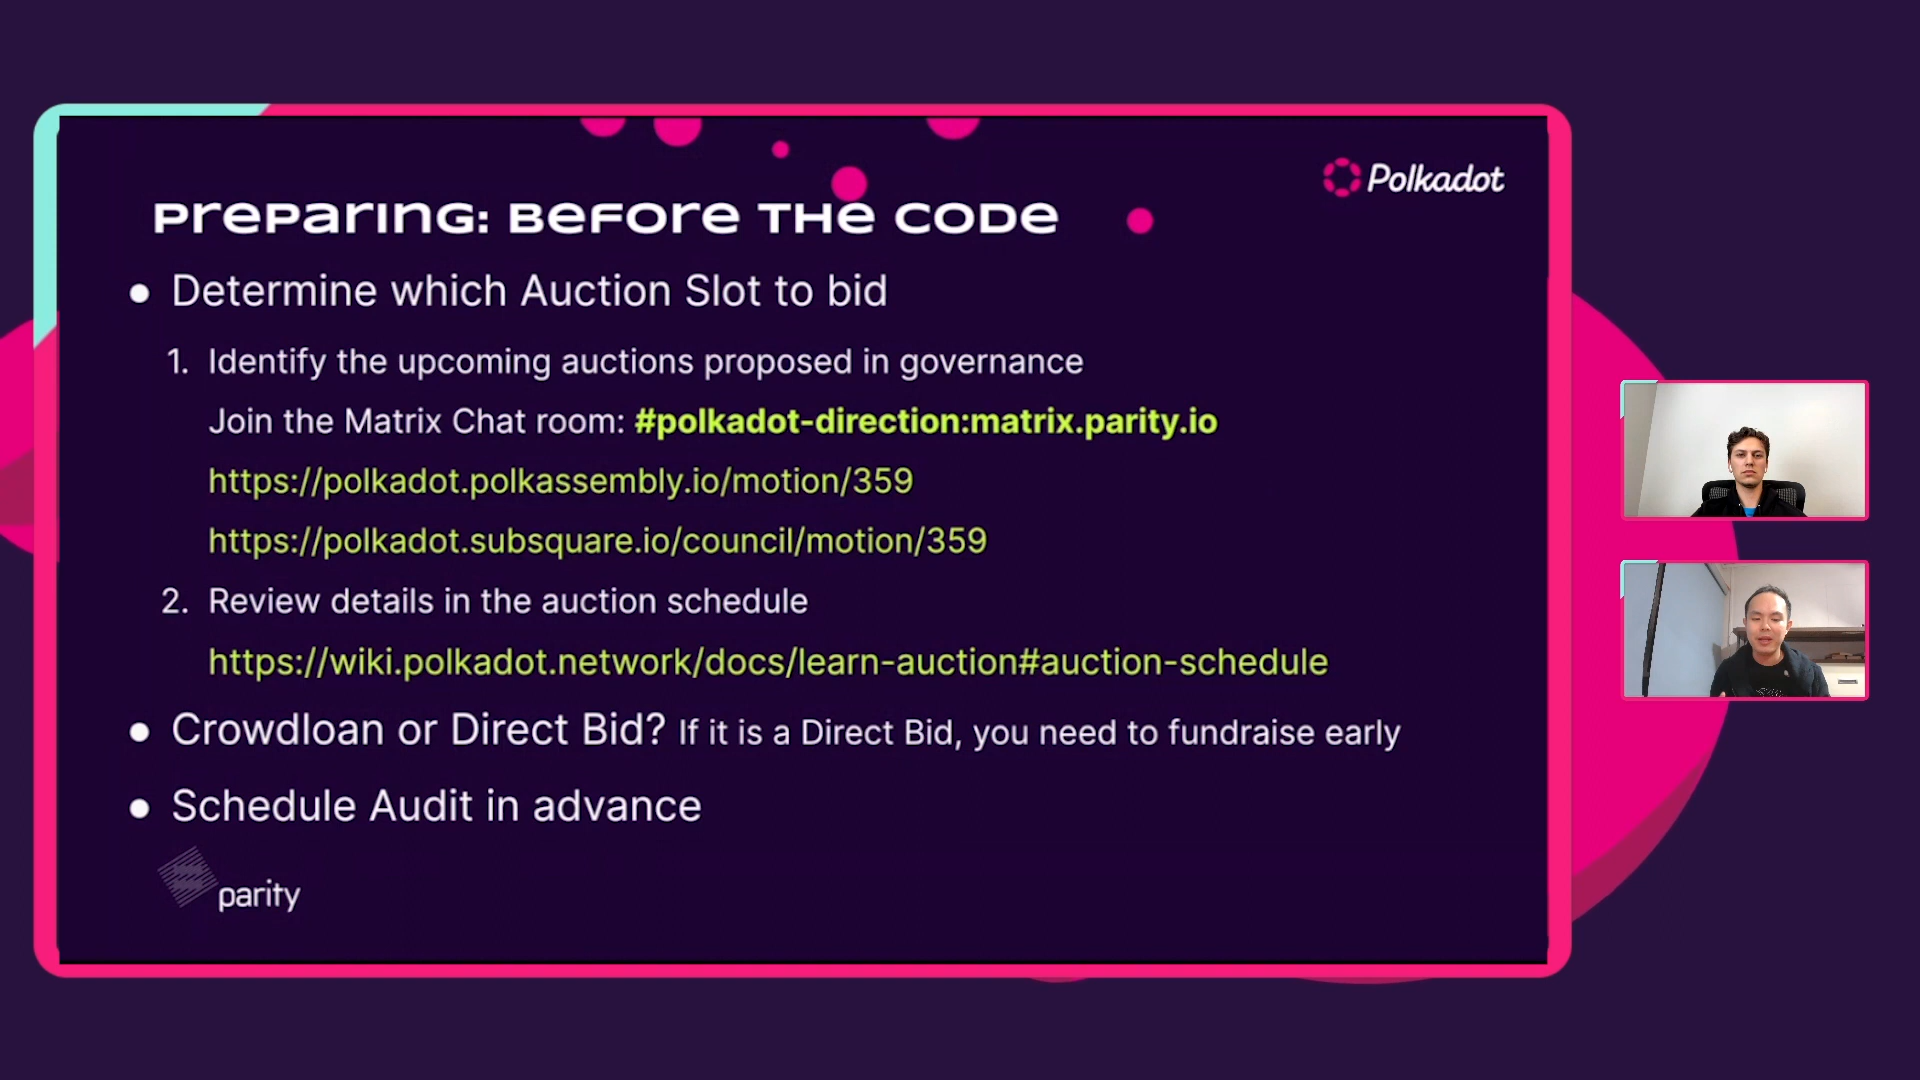 Polkadot
Preparing: Before the Code
● Determine which Auction Slot to bid
1. Identify the upcoming auctions proposed in governance
Join the Matrix Chat room: #polkadot-direction:matrix.parity.io
https://polkadot.polkassembly.io/motion/359
https://polkadot.subsquare.io/council/motion/359
2. Review details in the auction schedule
https://wiki.polkadot.network/docs/learn-auction#auction-schedule
● Crowdloan or Direct Bid? If it is a Direct Bid, you need to fundraise early
● Schedule Audit in advance
parity